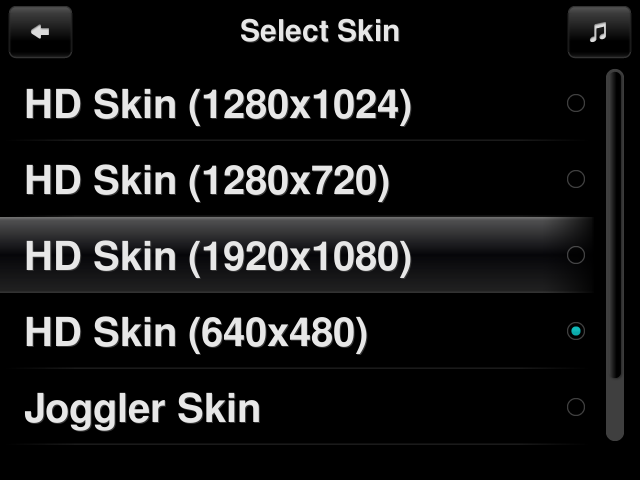 Select Skin
HD Skin (1280x1024)
HD Skin (1280x720)
HD Skin (1920x1080)
HD Skin (640x480)
Joggler Skin